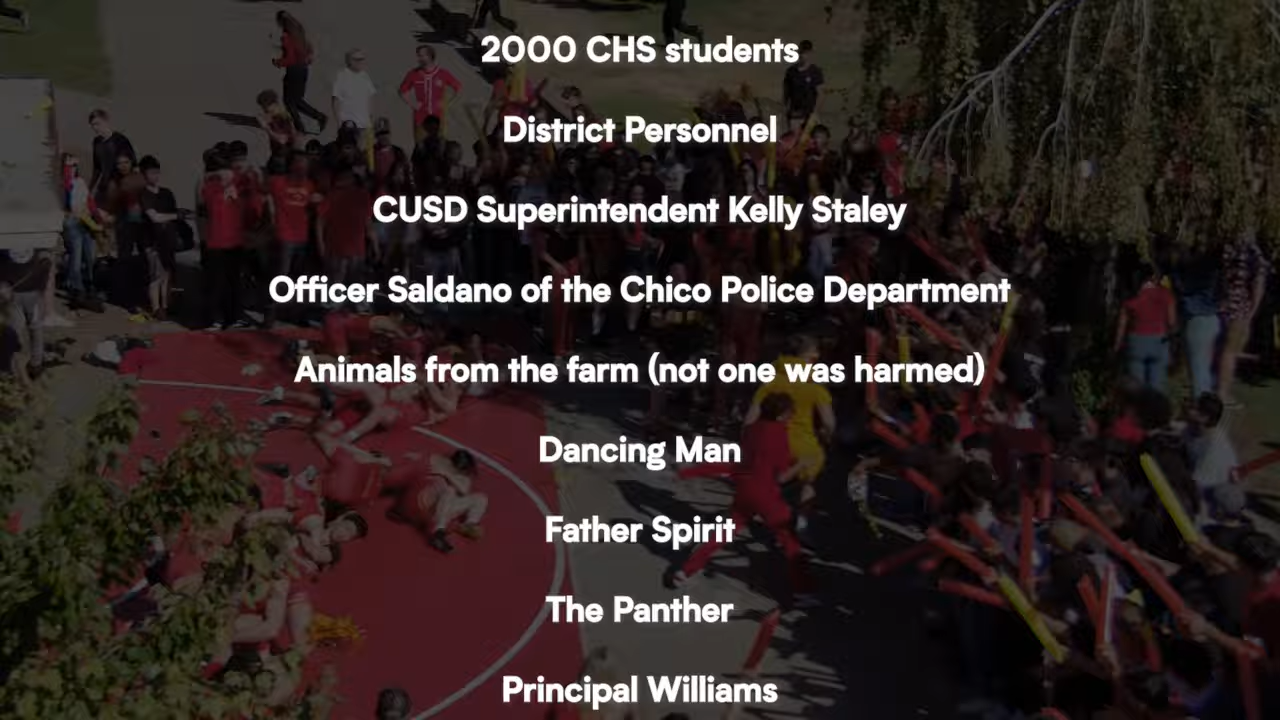 2000 CHS students
District Personnel
CUSD Superintendent Kelly Staley
Officer Saldano of the Chico Police Department
Animals from the farm (not one was harmed)
Dancing Man
Father Spirit
The Panther
Principal Williams